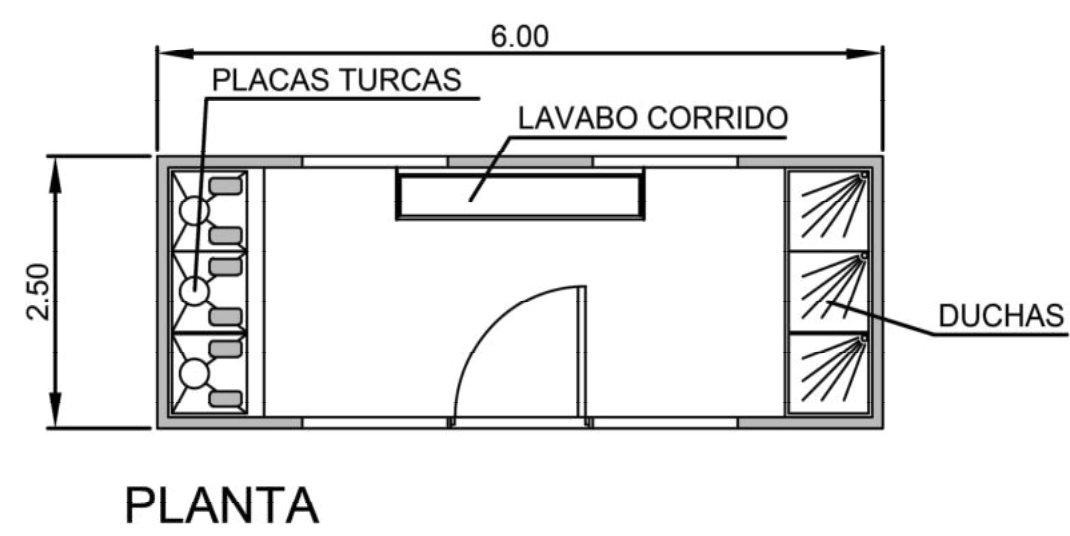 6.00
PLACAS TURCAS
LAVABO CORRIDO
2.50
DUCHAS
PLANTA